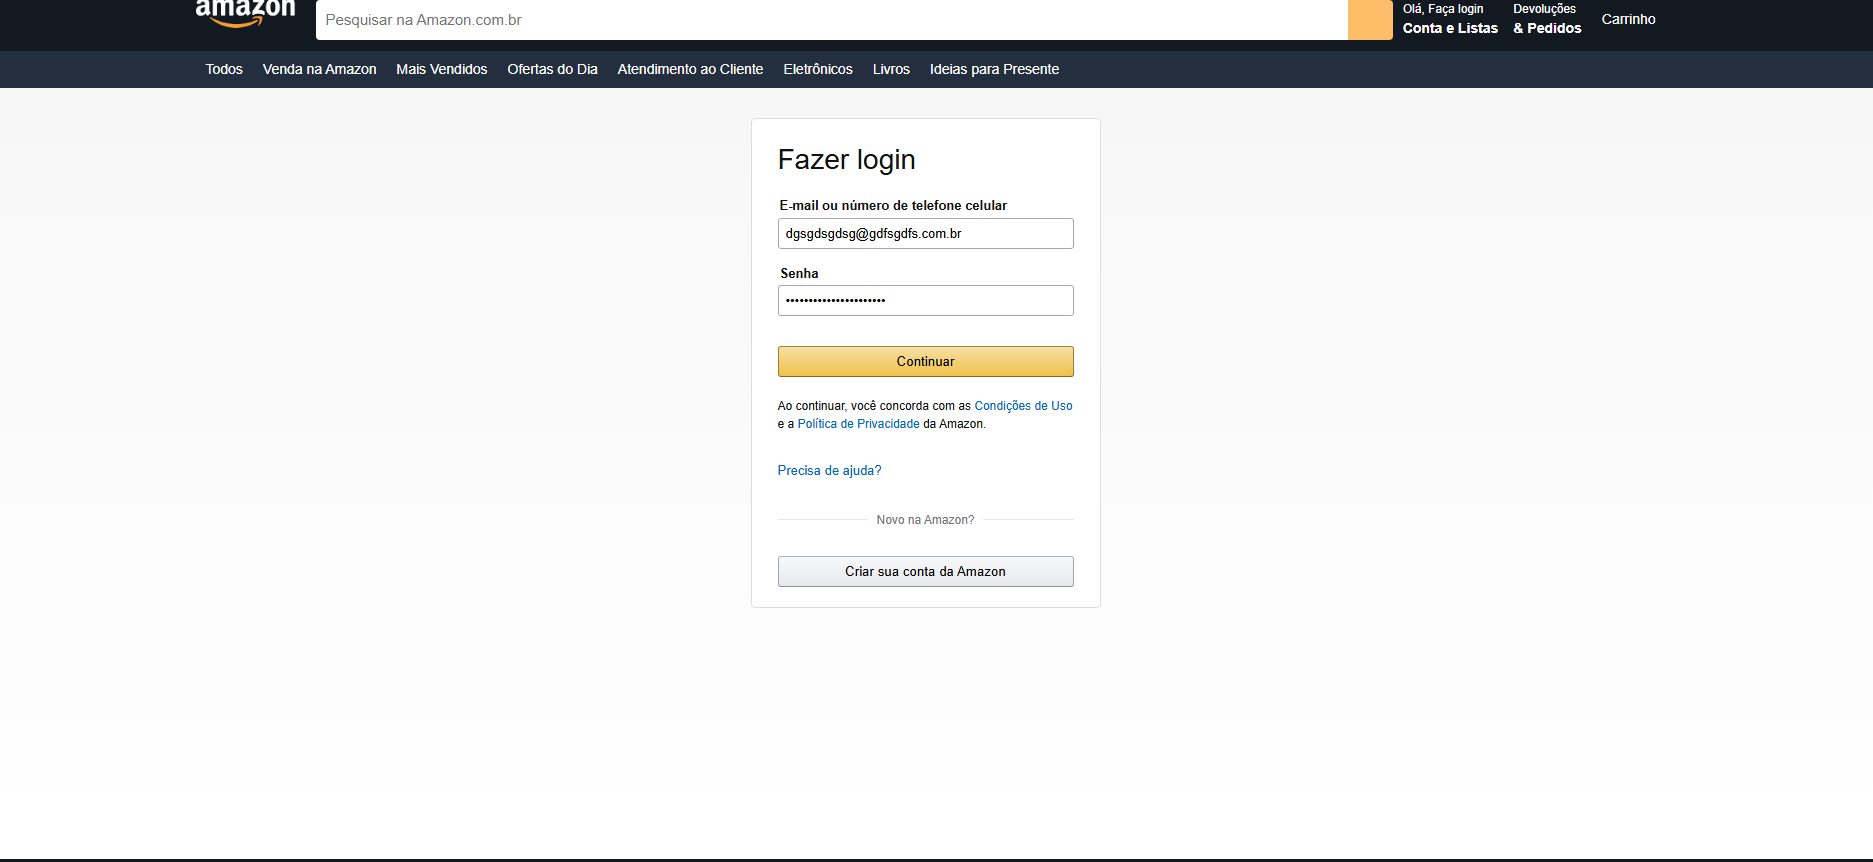 amazon
Pesquisar na Amazon.com.br
Olá, Faça login
Conta e Listas
Devoluções
& Pedidos
Carrinho
Todos Venda na Amazon Mais Vendidos Ofertas do Dia Atendimento ao Cliente Eletrônicos Livros Ideias para Presente
Fazer login
E-mail ou número de telefone celular
dgsgdsgdsg@gdfsgdfs.com.br
Senha
••••••••••••••••••••••
Continuar
Ao continuar, você concorda com as Condições de Uso
e a Política de Privacidade da Amazon.
Precisa de ajuda?
Novo na Amazon?
Criar sua conta da Amazon